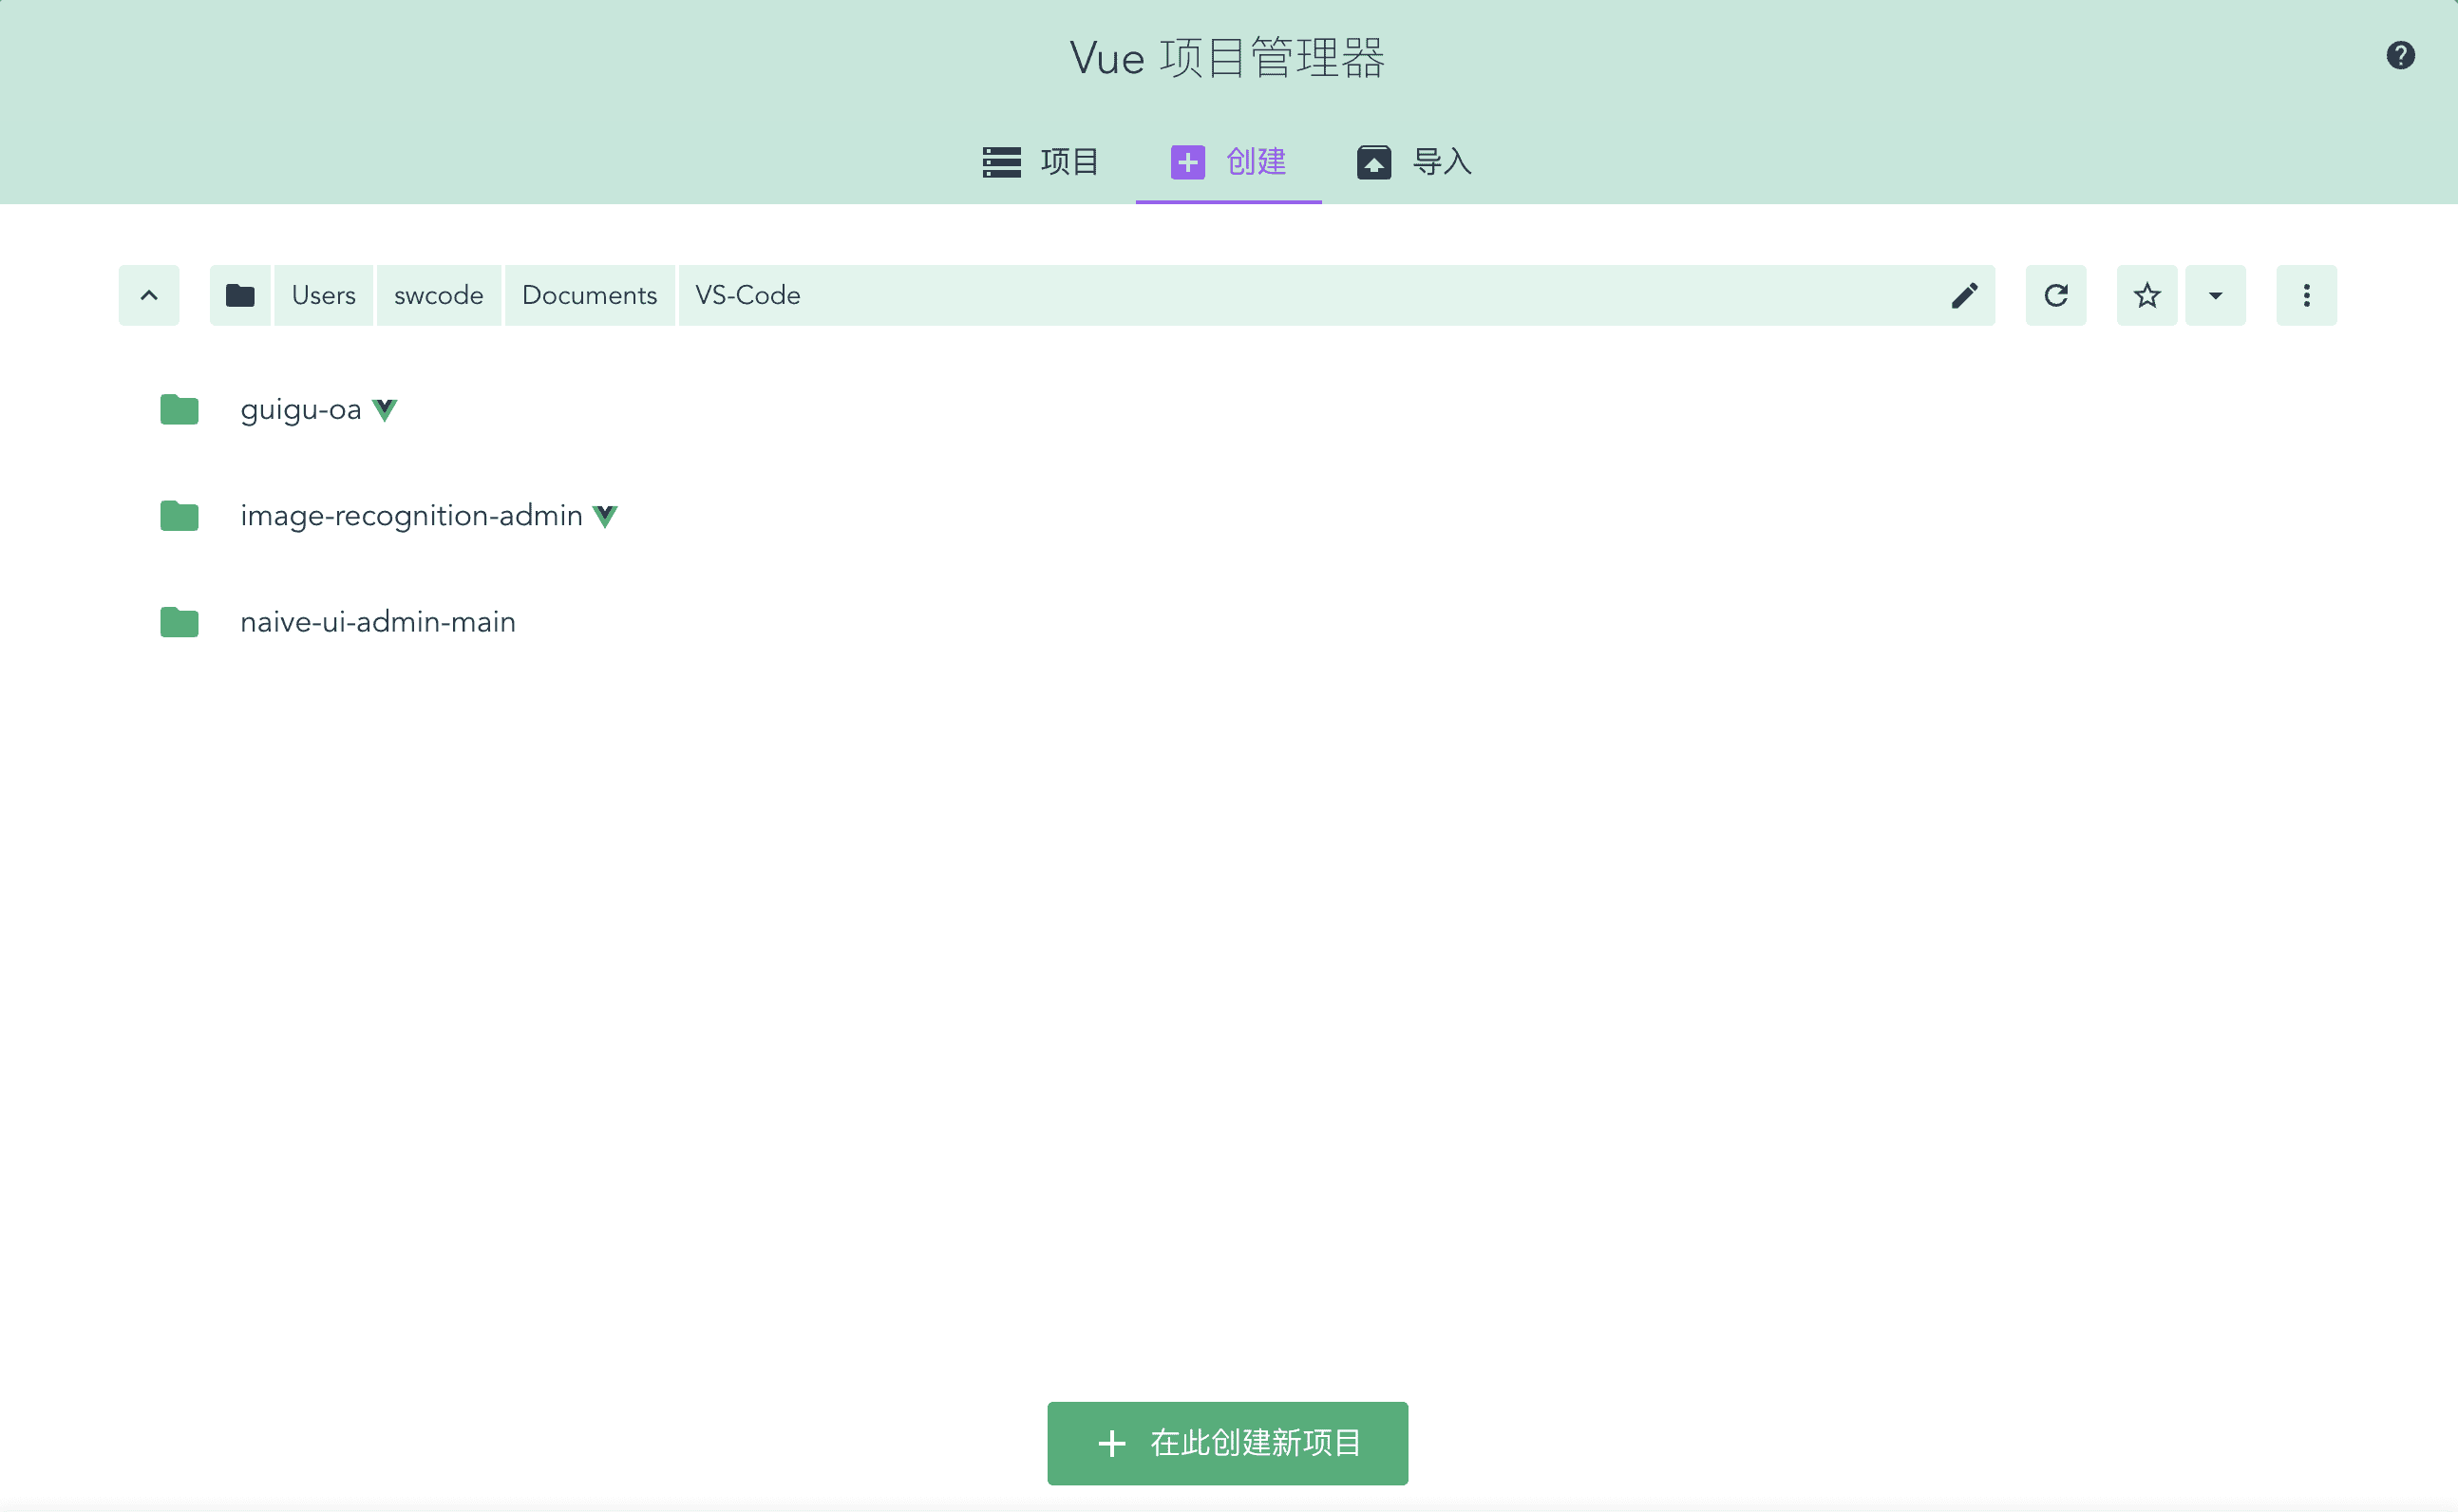 Vue 项目管理器
项目 创建 导入
Users swcode Documents VS-Code
guigu-oa
image-recognition-admin
naive-ui-admin-main
在此创建新项目